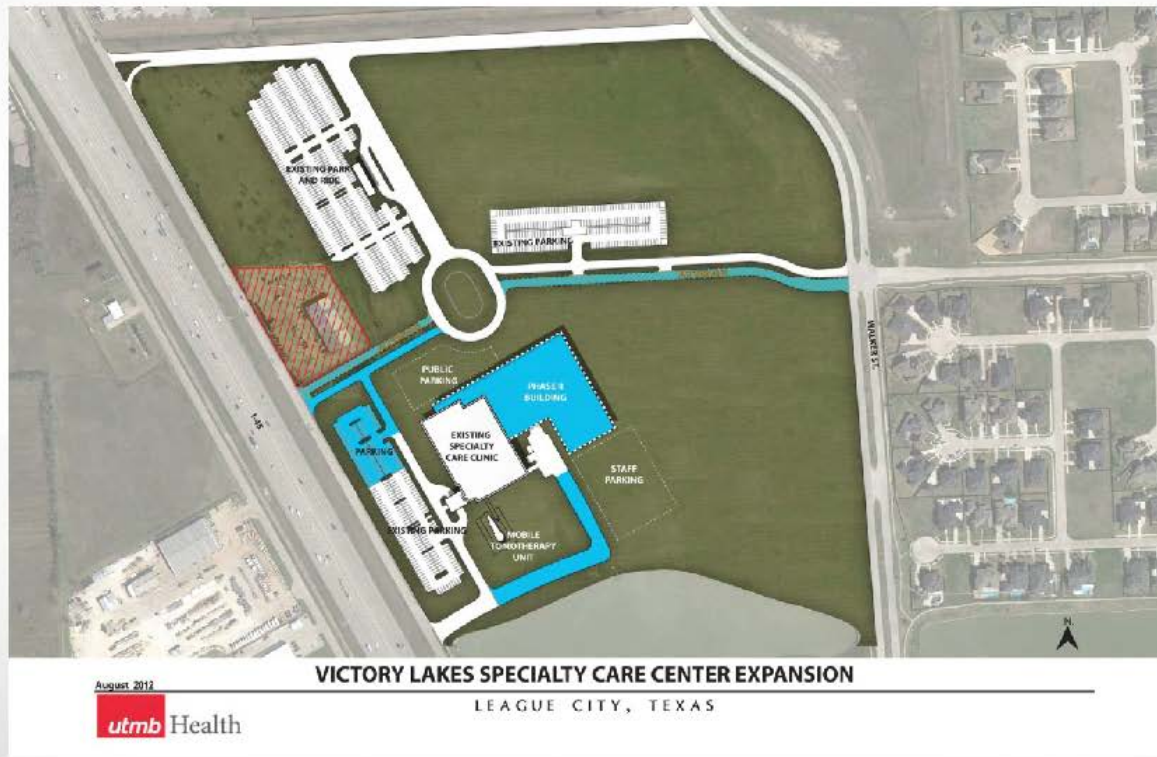 EXISTING PARK
AND RIDE
EXISTING PARKING
WALKER ST.
PUBLIC
PARKING
PHASE II
BUILDING
I-45
EXISTING
SPECIALTY
CARE CLINIC
PARKING
STAFF
PARKING
EXISTING PARKING
MOBILE
TOMOTHERAPY
UNIT
N.
VICTORY LAKES SPECIALTY CARE CENTER EXPANSION
August 2012
LEAGUE CITY, TEXAS
utmb Health